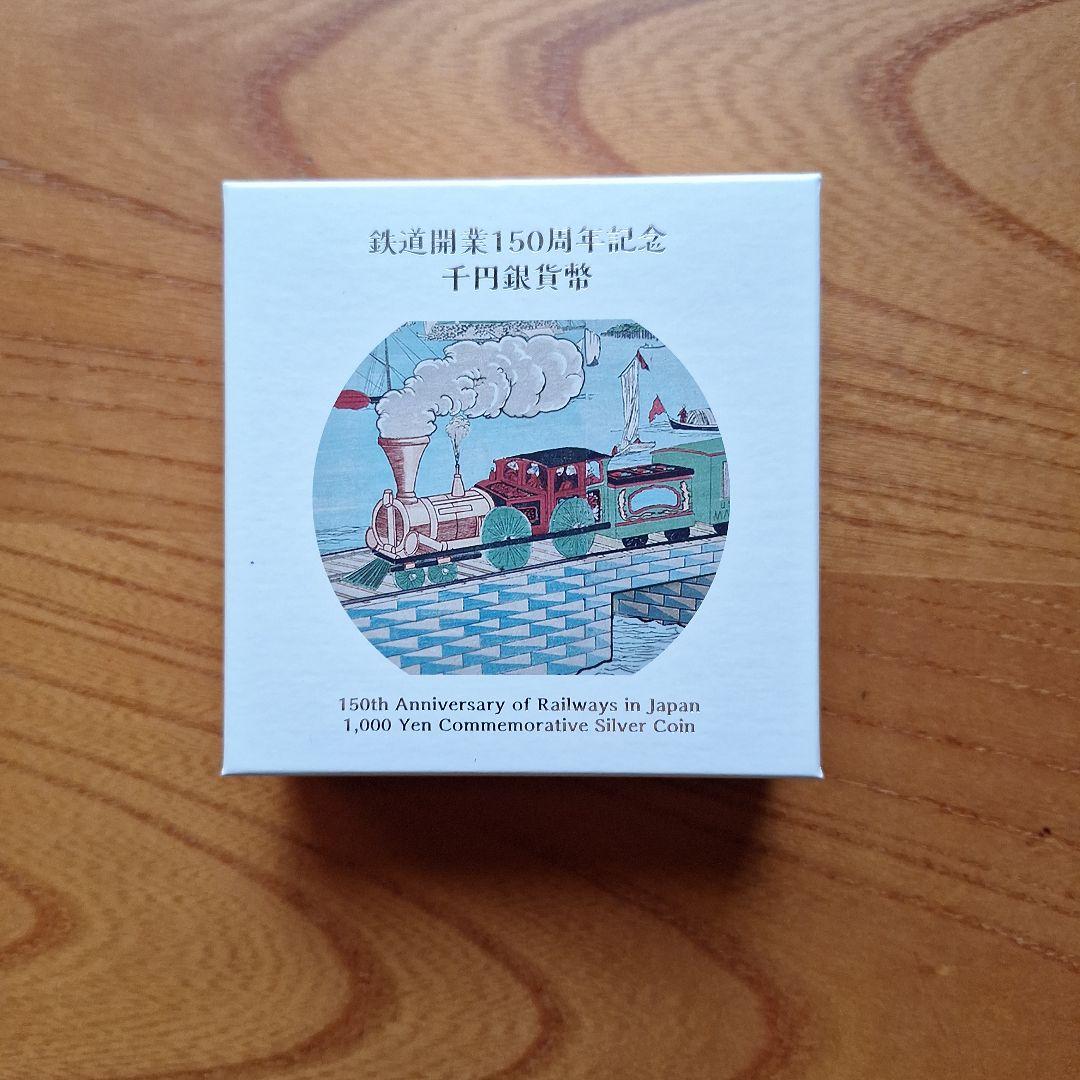 鉄道開業150周年記念
千円銀貨幣
150th Anniversary of Railways in Japan
1,000 Yen Commemorative Silver Coin